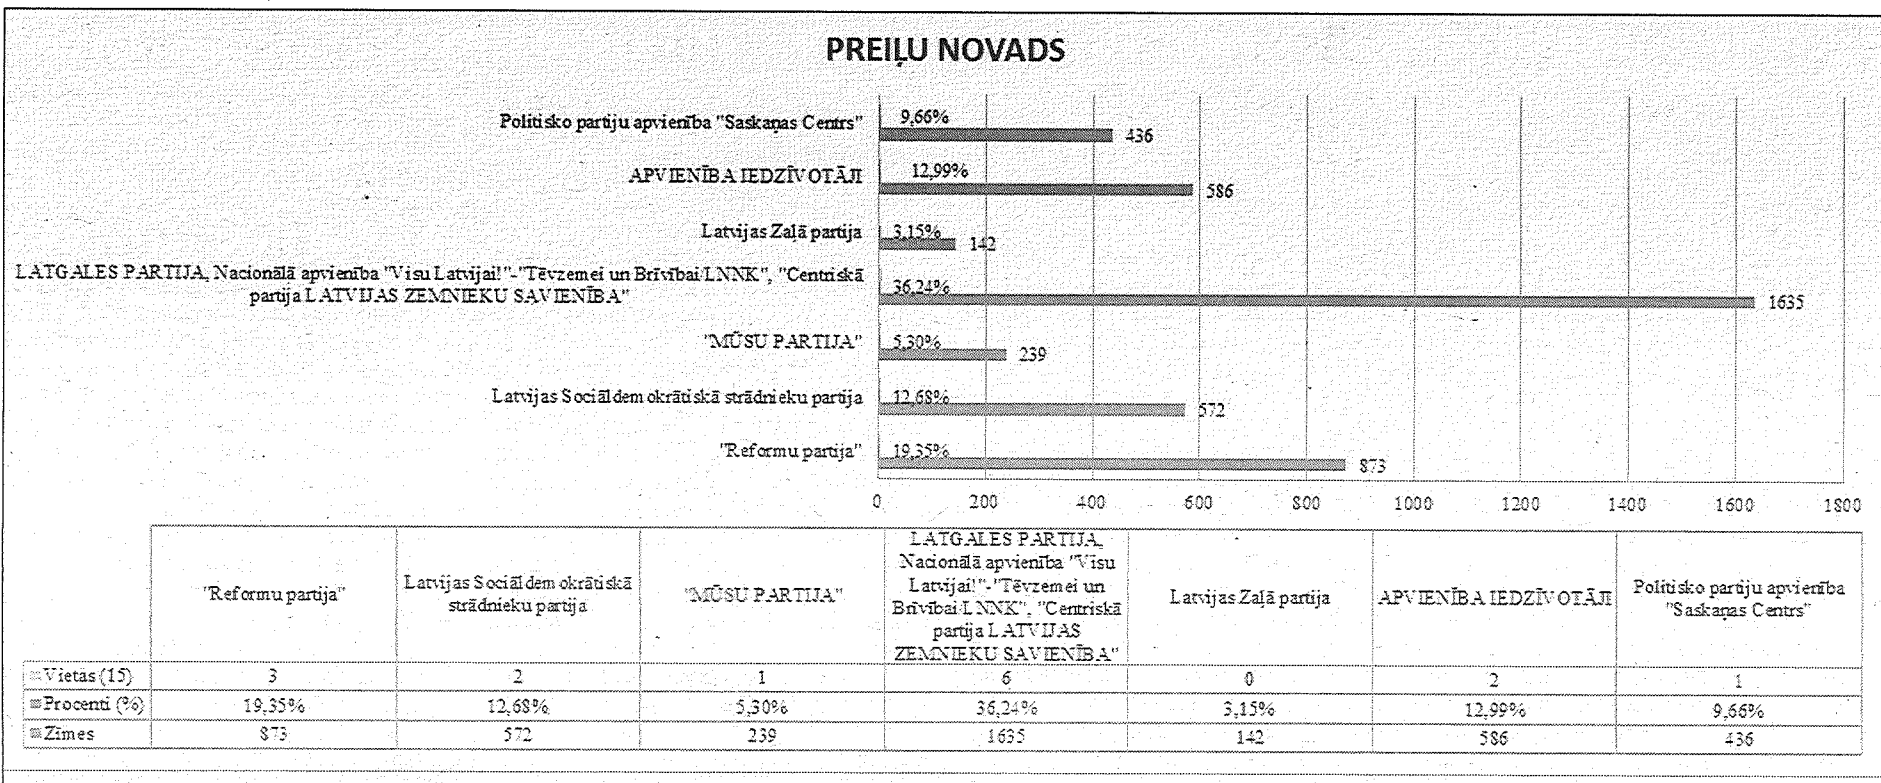 PREIĻU NOVADS
Politisko partiju apvienība "Saskaņas Centrs"
9,66%
436
APVIENĪBA IEDZĪVOTĀJI
12,99%
586
Latvijas Zaļā partija
3,15%
142
LATGALES PARTIJA, Nacionālā apvienība "Visu Latvijai!"-"Tēvzemei un Brīvībai/LNNK", "Centriskā
partija LATVIJAS ZEMNIEKU SAVIENĪBA"
36,24%
1635
"MŪSU PARTIJA"
5,30%
239
Latvijas Sociāldemokrātiskā strādnieku partija
12,68%
572
"Reformu partija"
19,35%
873
0 200 400 600 800 1000 1200 1400 1600 1800
"Reformu partija"
Latvijas Sociāldemokrātiskā
strādnieku partija
"MŪSU PARTIJA"
LATGALES PARTIJA,
Nacionālā apvienība "Visu
Latvijai!"-"Tēvzemei un
Brīvībai/LNNK", "Centriskā
partija LATVIJAS
ZEMNIEKU SAVIENĪBA"
Latvijas Zaļā partija
APVIENĪBA IEDZĪVOTĀJI
Politisko partiju apvienība
"Saskaņas Centrs"
Vietas (15) 3 2 1 6 0 2 1
Procenti (%) 19,35% 12,68% 5,30% 36,24% 3,15% 12,99% 9,66%
Zīmes 873 572 239 1635 142 586 436